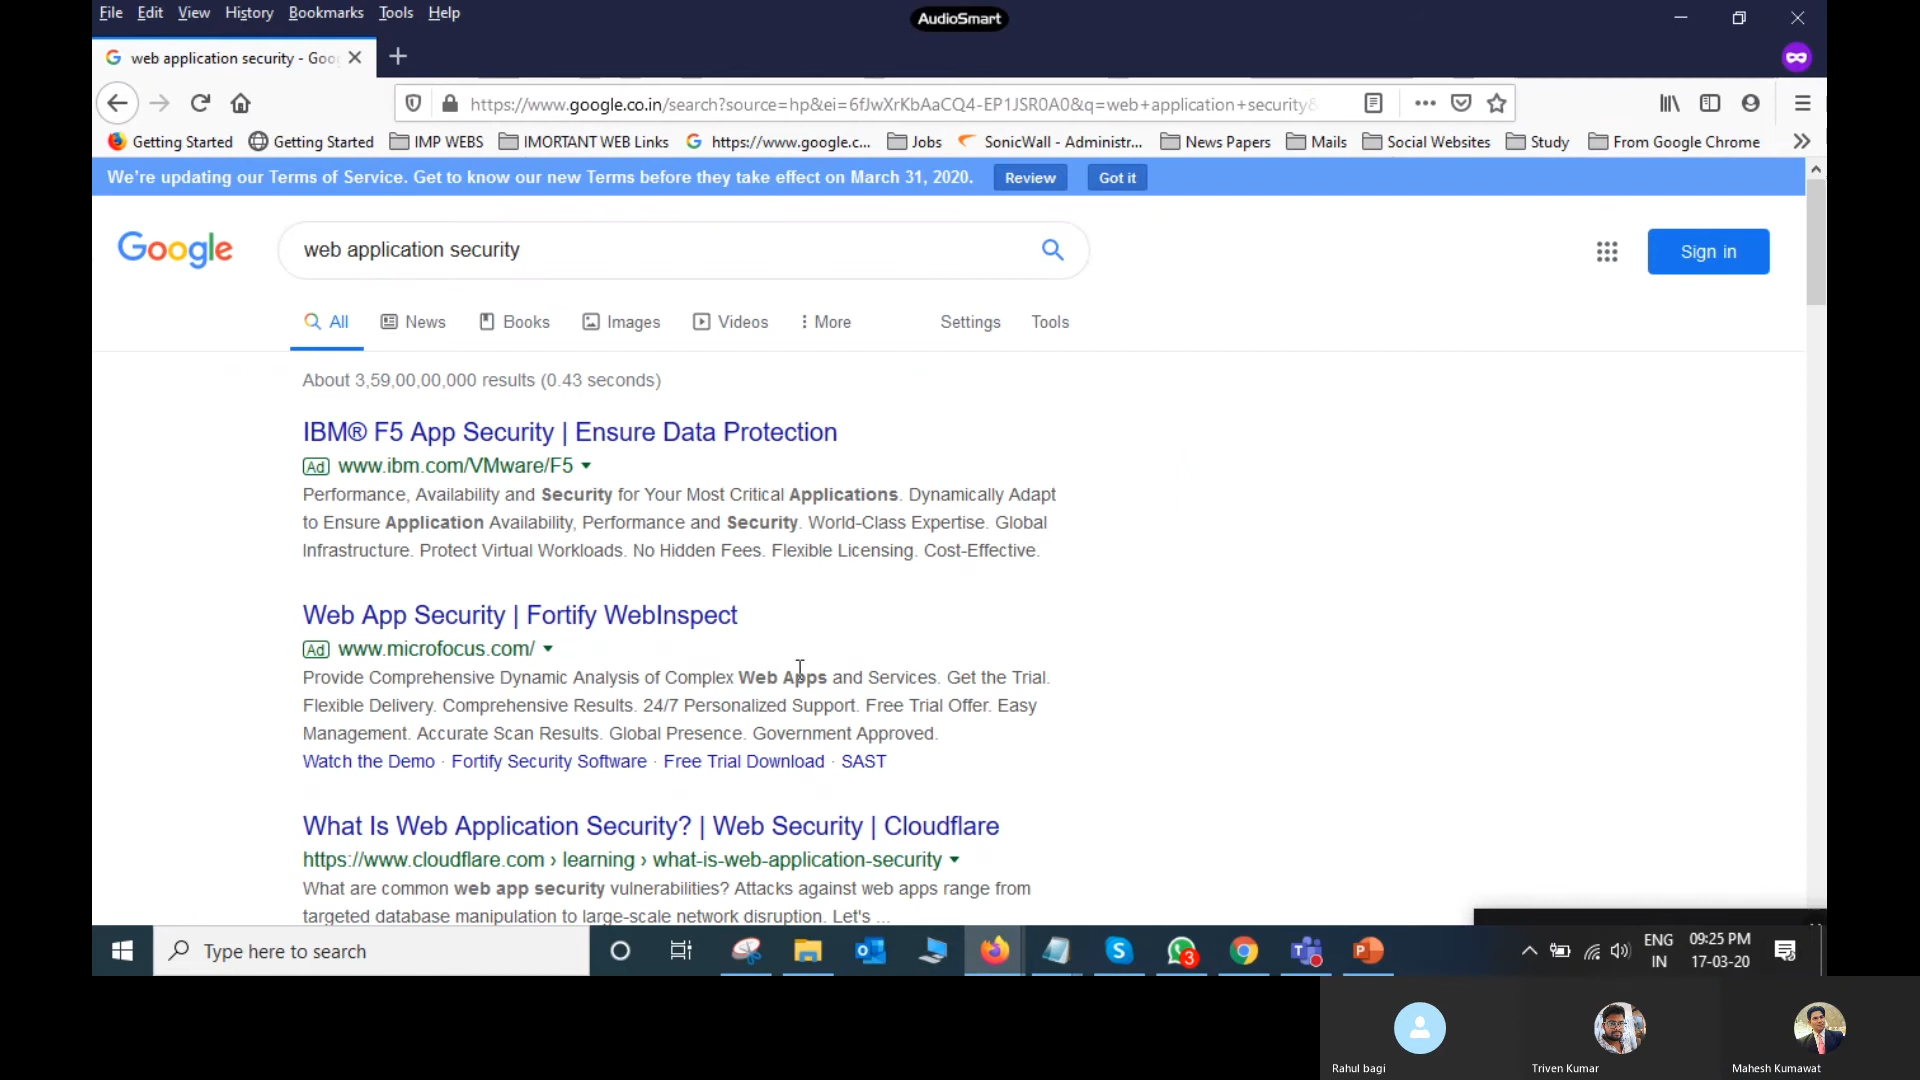 File Edit View History Bookmarks Tools Help
AudioSmart
web application security - Goo
https://www.google.co.in/search?source=hp&ei=6fJwXrKbAaCQ4-EP1JSR0A0&q=web+application+security&
Getting Started Getting Started IMP WEBS IMORTANT WEB Links https://www.google.c... Jobs SonicWall - Administr... News Papers Mails Social Websites Study From Google Chrome
We're updating our Terms of Service. Get to know our new Terms before they take effect on March 31, 2020. Review Got it
Google web application security Sign in
All News Books Images Videos More Settings Tools
About 3,59,00,00,000 results (0.43 seconds)
IBM® F5 App Security | Ensure Data Protection
Ad www.ibm.com/VMware/F5
Performance, Availability and Security for Your Most Critical Applications. Dynamically Adapt
to Ensure Application Availability, Performance and Security. World-Class Expertise. Global
Infrastructure. Protect Virtual Workloads. No Hidden Fees. Flexible Licensing. Cost-Effective.
Web App Security | Fortify WebInspect
Ad www.microfocus.com/
Provide Comprehensive Dynamic Analysis of Complex Web Apps and Services. Get the Trial.
Flexible Delivery. Comprehensive Results. 24/7 Personalized Support. Free Trial Offer. Easy
Management. Accurate Scan Results. Global Presence. Government Approved.
Watch the Demo · Fortify Security Software · Free Trial Download · SAST
What Is Web Application Security? | Web Security | Cloudflare
https://www.cloudflare.com › learning › what-is-web-application-security
What are common web app security vulnerabilities? Attacks against web apps range from
targeted database manipulation to large-scale network disruption. Let's ...
Type here to search 3 ENG 09:25 PM
IN 17-03-20
Rahul bagi Triven Kumar Mahesh Kumawat